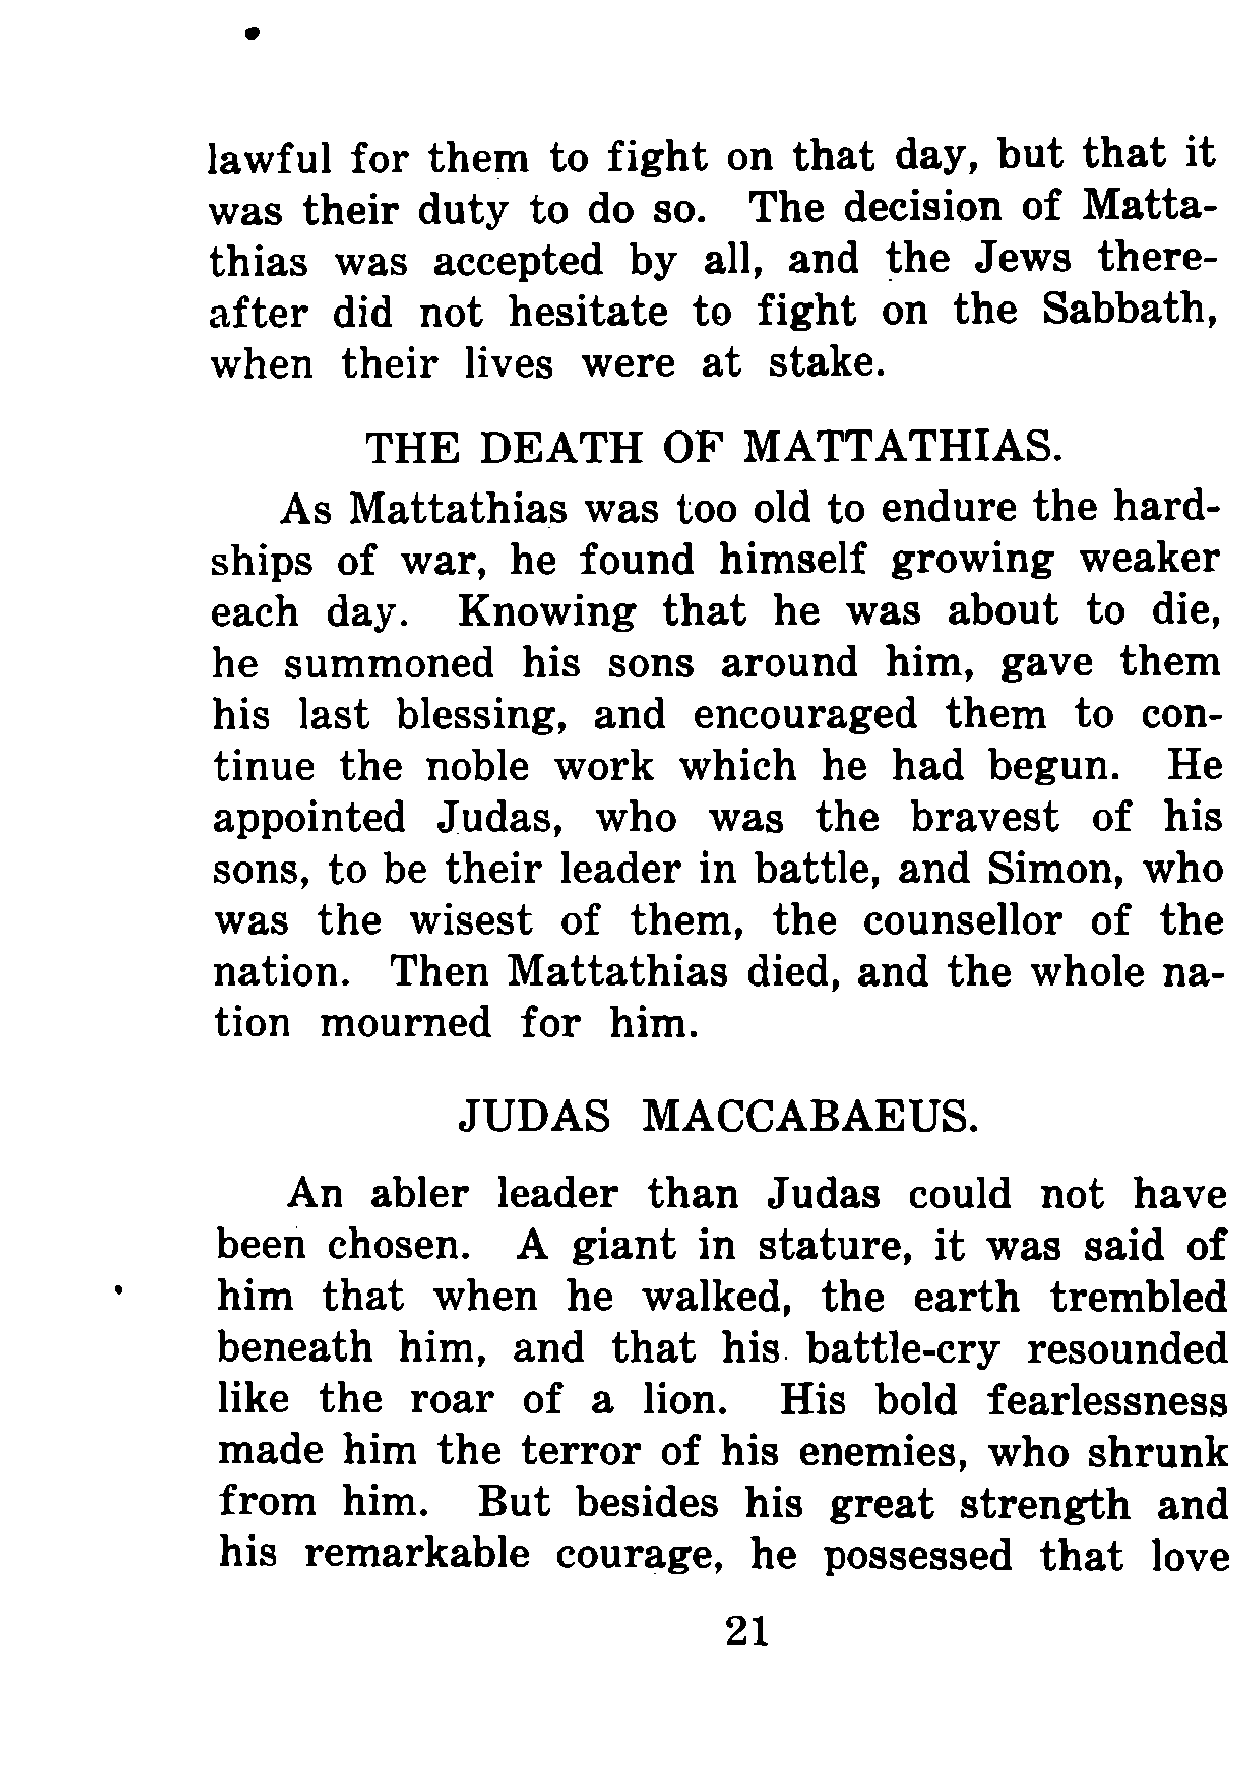 lawful for them to fight on that day, but that it
was their duty to do so. The decision of Matta-
thias was accepted by all, and the Jews there-
after did not hesitate to fight on the Sabbath,
when their lives were at stake.
THE DEATH OF MATTATHIAS.
As Mattathias was too old to endure the hard-
ships of war, he found himself growing weaker
each day. Knowing that he was about to die,
he summoned his sons around him, gave them
his last blessing, and encouraged them to con-
tinue the noble work which he had begun. He
appointed Judas, who was the bravest of his
sons, to be their leader in battle, and Simon, who
was the wisest of them, the counsellor of the
nation. Then Mattathias died, and the whole na-
tion mourned for him.
JUDAS MACCABAEUS.
An abler leader than Judas could not have
been chosen. A giant in stature, it was said of
him that when he walked, the earth trembled
beneath him, and that his battle-cry resounded
like the roar of a lion. His bold fearlessness
made him the terror of his enemies, who shrunk
from him. But besides his great strength and
his remarkable courage, he possessed that love
21